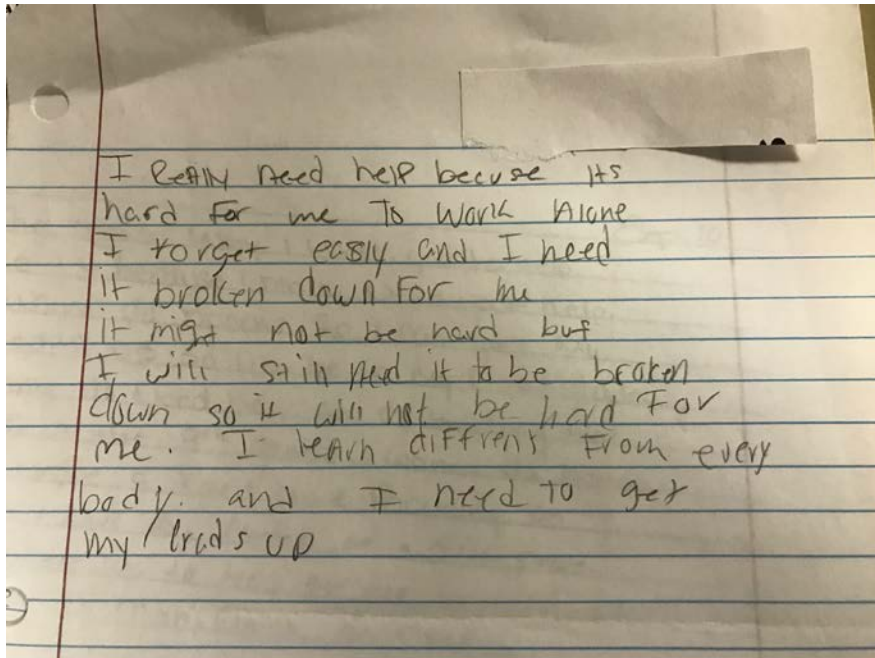 I REAlly need help becuse its
hard For me To Work Alone
I forget easly and I need
it broken down For me
it migt not be hard but
I will still need it to be broken
down so it will not be hard For
me. I leArn diffrent From every
body. and I need to get
my grads up